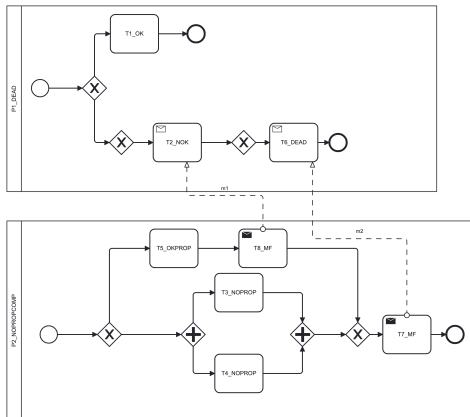 P1_DEAD
T1_OK
T2_NOK
T6_DEAD
m1
m2
P2_NOPROPCOMP
T5_OKPROP
T8_MF
T3_NOPROP
T4_NOPROP
T7_MF